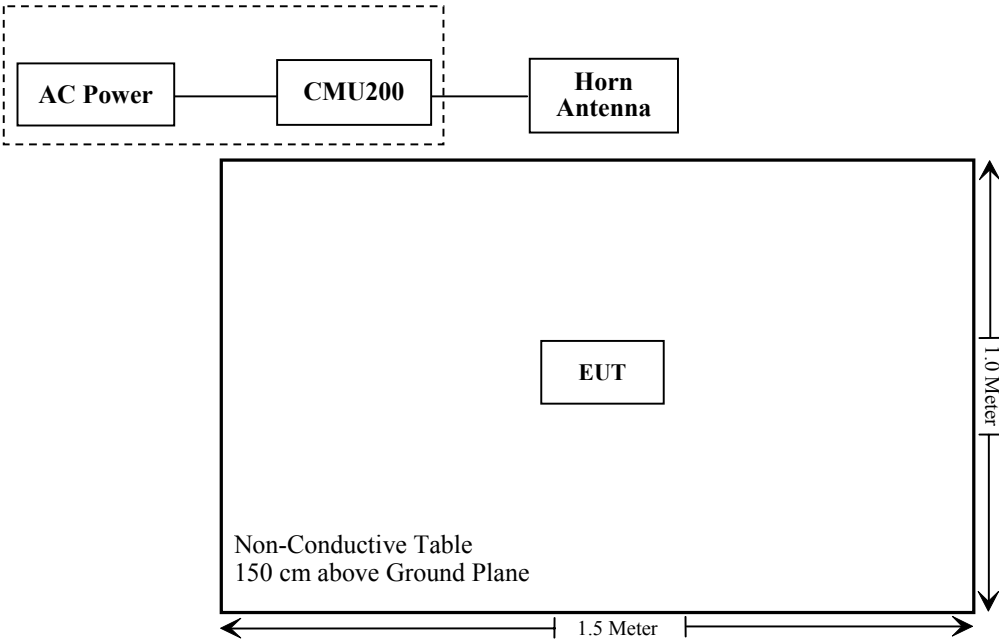 AC Power
CMU200
Horn
Antenna
EUT
1.0 Meter
Non-Conductive Table
150 cm above Ground Plane
1.5 Meter